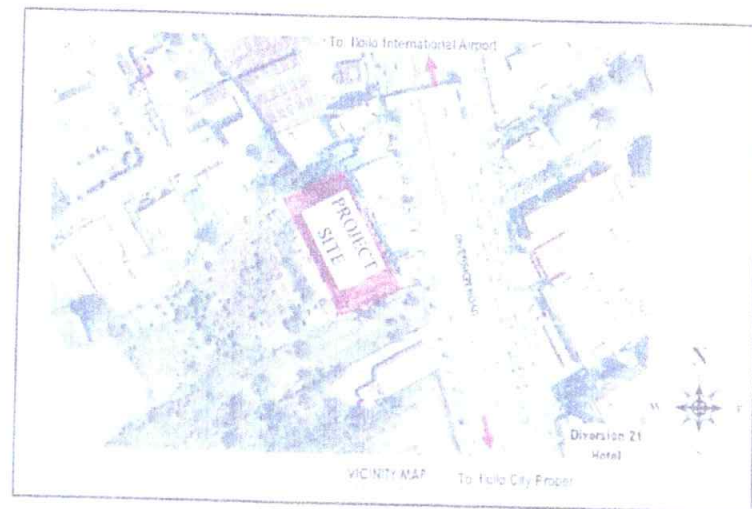 To: Iloilo International Airport
PROJECT
SITE
DIVERSION ROAD
N
W
E
Diversion 21
Hotel
VICINITY MAP
To: Iloilo City Proper